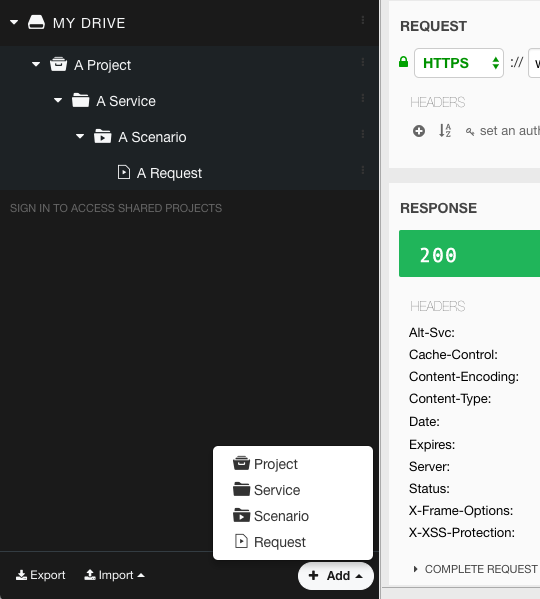 MY DRIVE
A Project
A Service
A Scenario
A Request
SIGN IN TO ACCESS SHARED PROJECTS
Project
Service
Scenario
Request
Export
Import
Add
REQUEST
HTTPS
://
HEADERS
set an auth
RESPONSE
200
HEADERS
Alt-Svc:
Cache-Control:
Content-Encoding:
Content-Type:
Date:
Expires:
Server:
Status:
X-Frame-Options:
X-XSS-Protection:
COMPLETE REQUEST